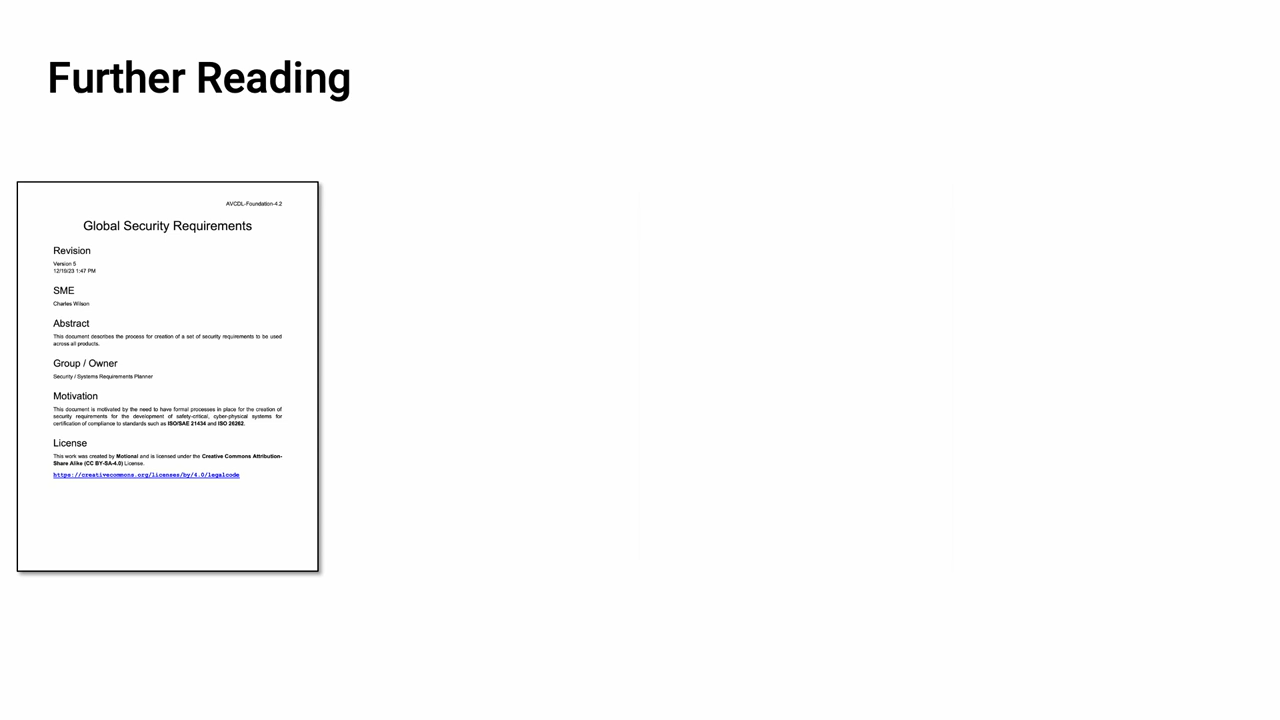 Further Reading
AVCDL-Foundation-4.2
Global Security Requirements
Revision
Version 5
12/19/23 1:47 PM
SME
Charles Wilson
Abstract
This document describes the process for creation of a set of security requirements to be used
across all products.
Group / Owner
Security / Systems Requirements Planner
Motivation
This document is motivated by the need to have formal processes in place for the creation of
security requirements for the development of safety-critical, cyber-physical systems for
certification of compliance to standards such as ISO/SAE 21434 and ISO 26262.
License
This work was created by Motional and is licensed under the Creative Commons Attribution-
Share Alike (CC BY-SA-4.0) License.
https://creativecommons.org/licenses/by/4.0/legalcode